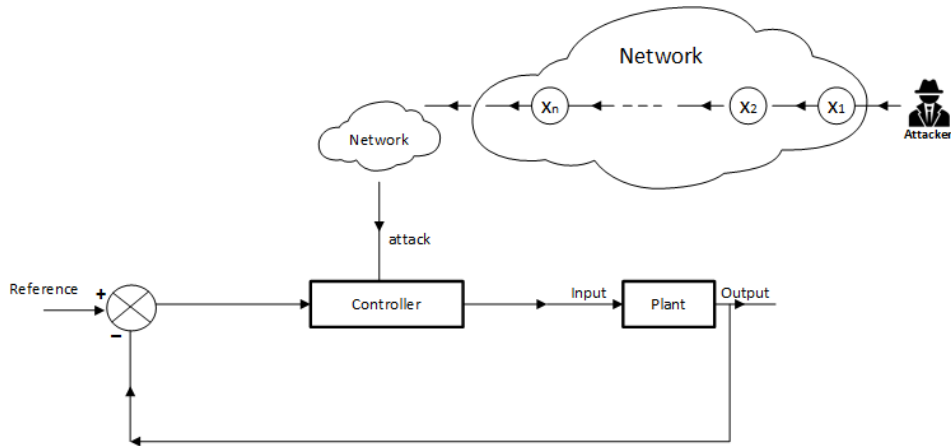 Network
Xn
X2
X1
Attacker
Network
attack
Reference
+
Controller
Input
Plant
Output
−